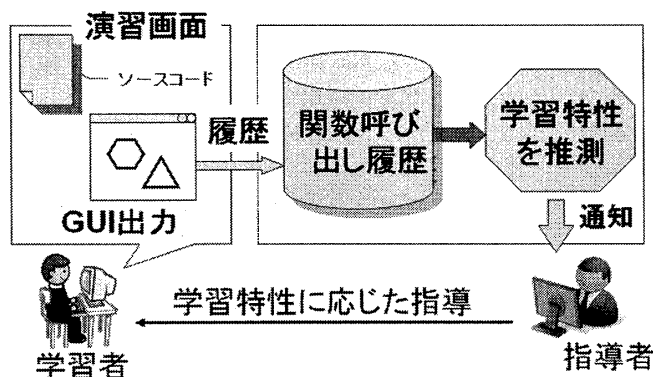 演習画面
ソースコード
GUI出力
履歴
関数呼び
出し履歴
学習特性
を推測
通知
学習特性に応じた指導
学習者
指導者